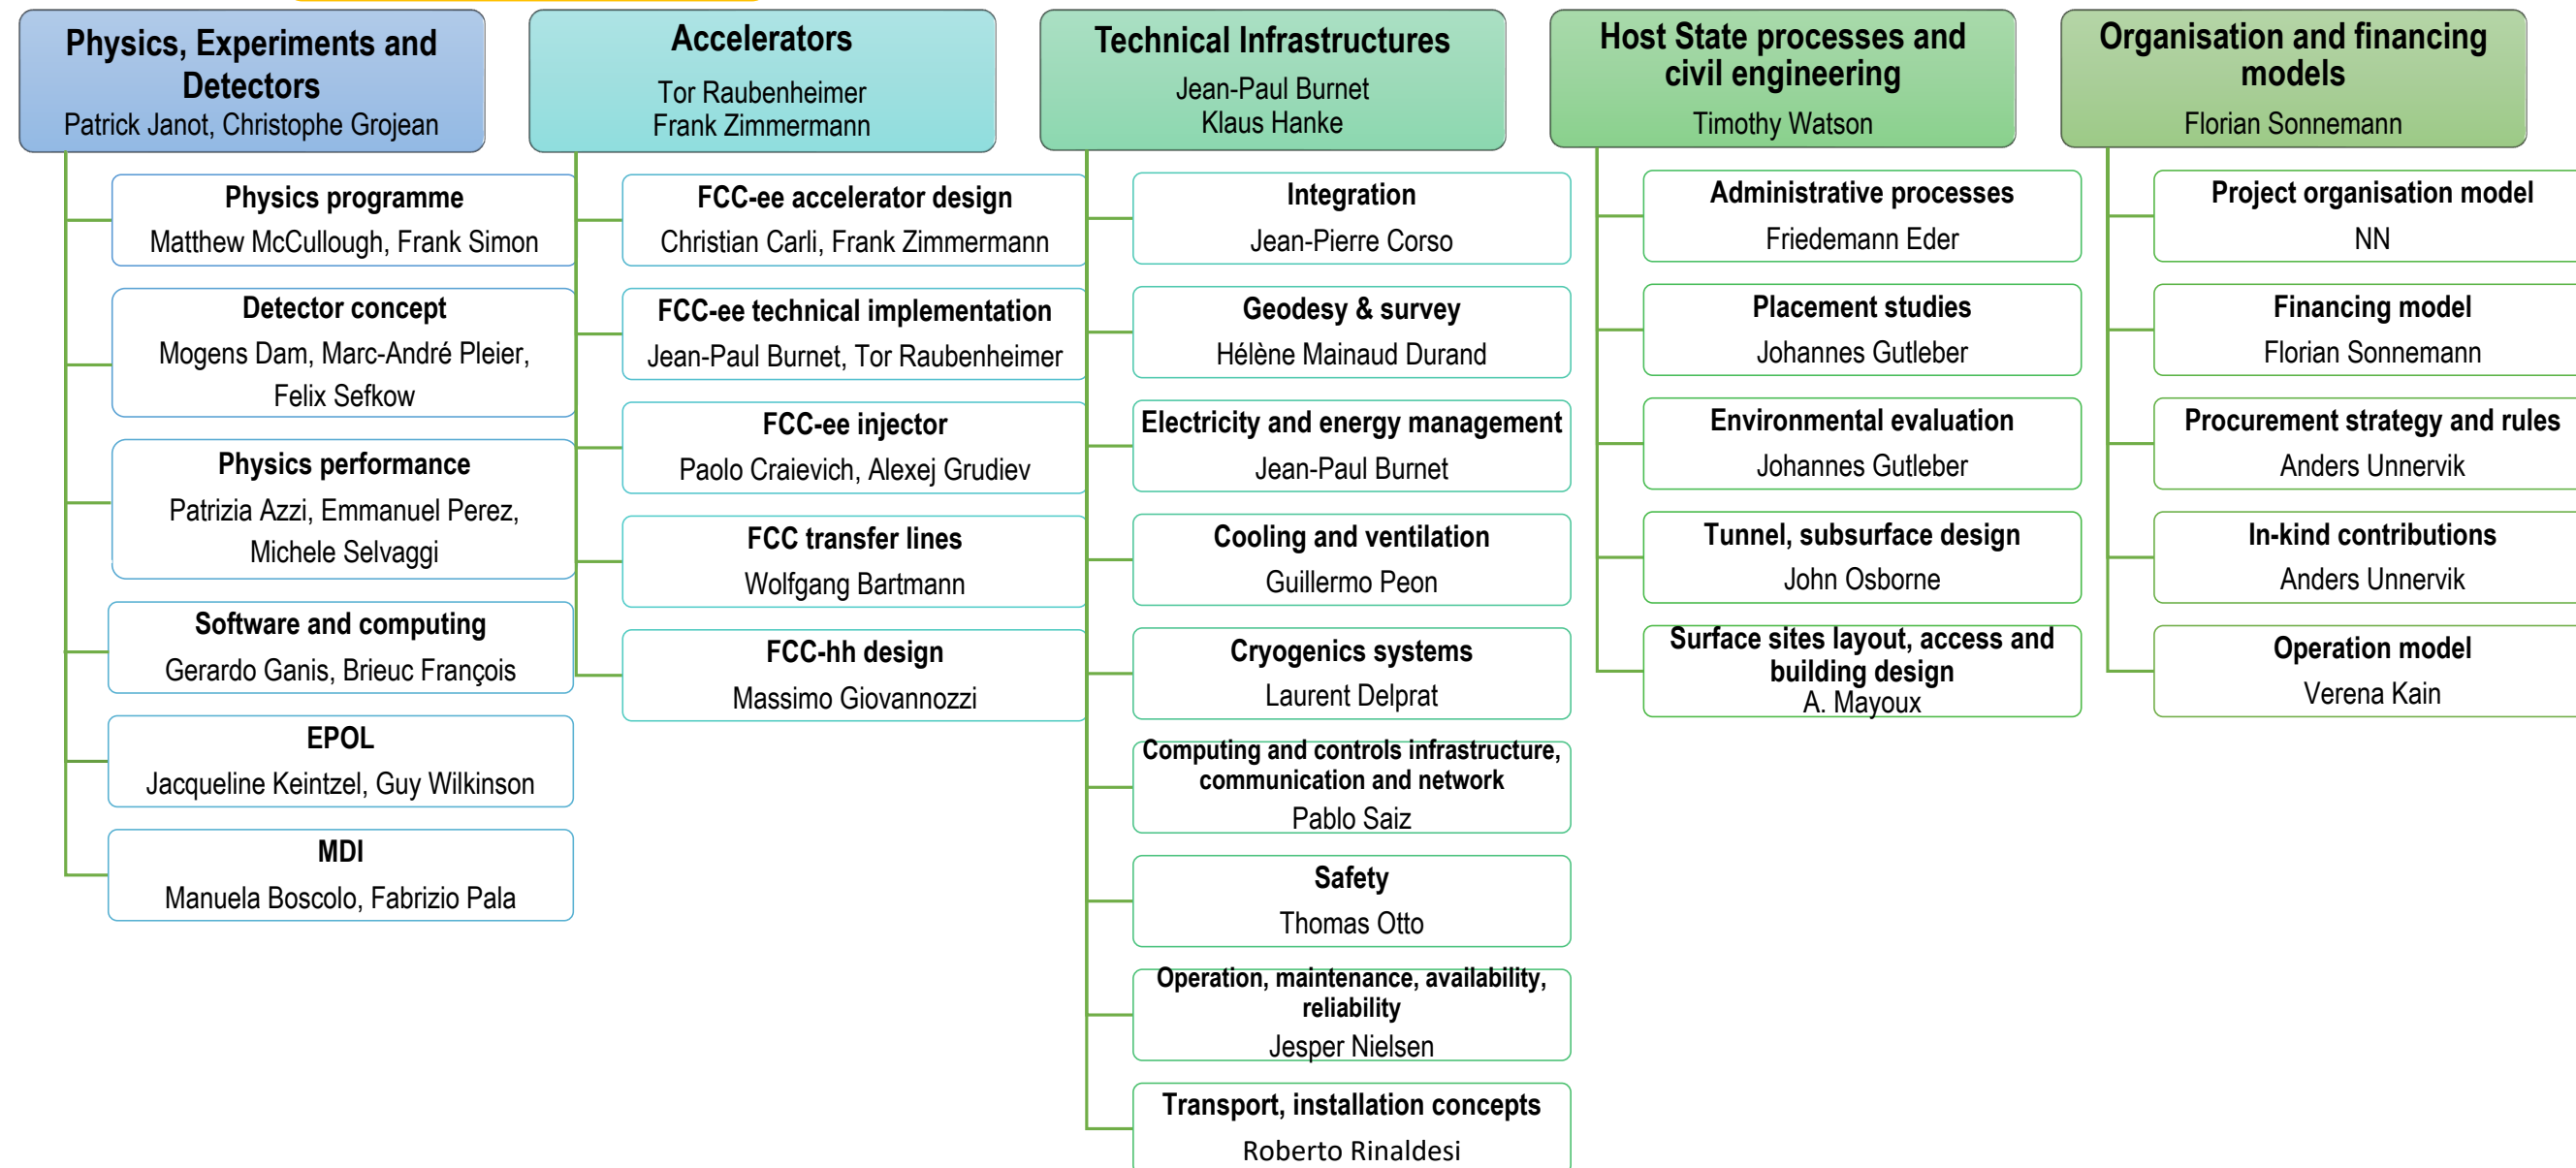 Physics, Experiments and
Detectors
Patrick Janot, Christophe Grojean
Physics programme
Matthew McCullough, Frank Simon
Detector concept
Mogens Dam, Marc-André Pleier,
Felix Sefkow
Physics performance
Patrizia Azzi, Emmanuel Perez,
Michele Selvaggi
Software and computing
Gerardo Ganis, Brieuc François
EPOL
Jacqueline Keintzel, Guy Wilkinson
MDI
Manuela Boscolo, Fabrizio Pala
Accelerators
Tor Raubenheimer
Frank Zimmermann
FCC-ee accelerator design
Christian Carli, Frank Zimmermann
FCC-ee technical implementation
Jean-Paul Burnet, Tor Raubenheimer
FCC-ee injector
Paolo Craievich, Alexej Grudiev
FCC transfer lines
Wolfgang Bartmann
FCC-hh design
Massimo Giovannozzi
Technical Infrastructures
Jean-Paul Burnet
Klaus Hanke
Integration
Jean-Pierre Corso
Geodesy & survey
Hélène Mainaud Durand
Electricity and energy management
Jean-Paul Burnet
Cooling and ventilation
Guillermo Peon
Cryogenics systems
Laurent Delprat
Computing and controls infrastructure,
communication and network
Pablo Saiz
Safety
Thomas Otto
Operation, maintenance, availability,
reliability
Jesper Nielsen
Transport, installation concepts
Roberto Rinaldesi
Host State processes and
civil engineering
Timothy Watson
Administrative processes
Friedemann Eder
Placement studies
Johannes Gutleber
Environmental evaluation
Johannes Gutleber
Tunnel, subsurface design
John Osborne
Surface sites layout, access and
building design
A. Mayoux
Organisation and financing
models
Florian Sonnemann
Project organisation model
NN
Financing model
Florian Sonnemann
Procurement strategy and rules
Anders Unnervik
In-kind contributions
Anders Unnervik
Operation model
Verena Kain